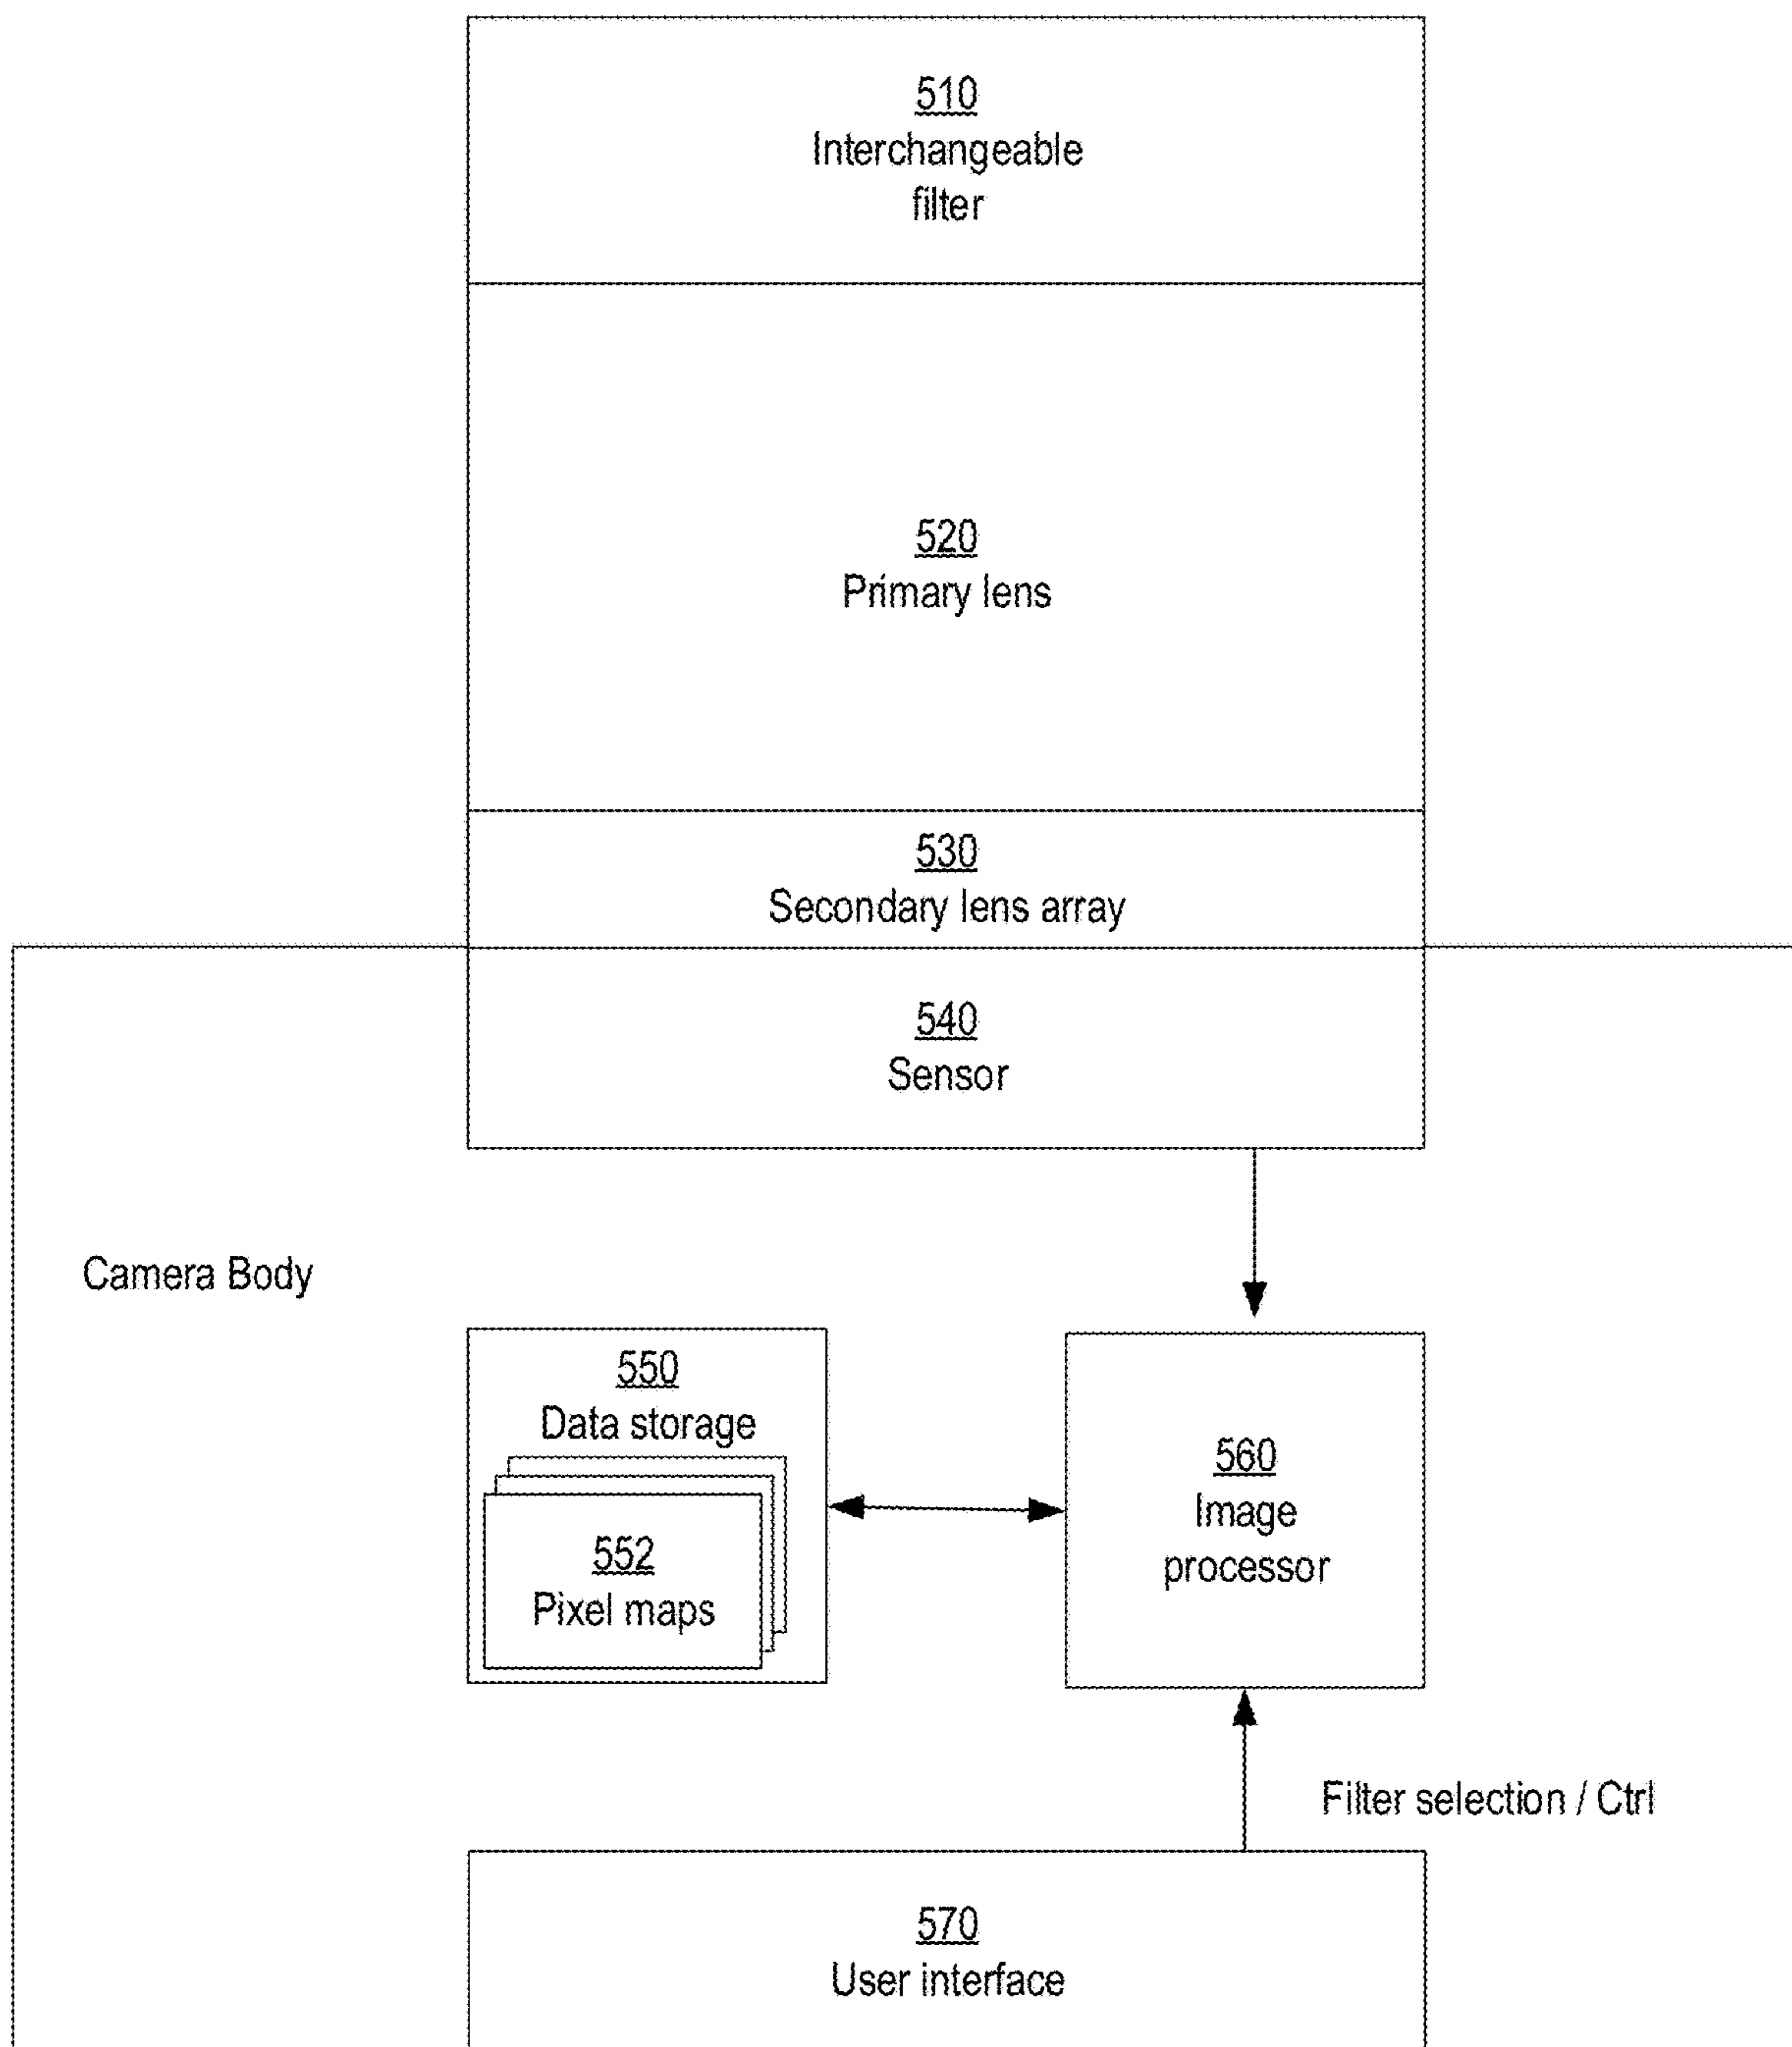 510
Interchangeable
filter
520
Primary lens
530
Secondary lens array
540
Sensor
Camera Body
550
Data storage
552
Pixel maps
560
Image
processor
Filter selection / Ctrl
570
User interface